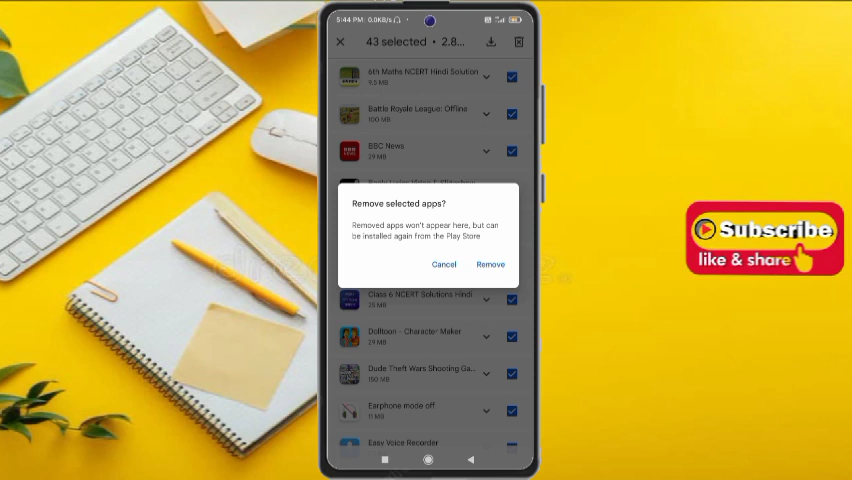 5:44 PM 0.0KB/s
43 selected • 2.8...
6th Maths NCERT Hindi Solution
9.5 MB
Battle Royale League: Offline
100 MB
BBC News
29 MB
Remove selected apps?
Removed apps won't appear here, but can
be installed again from the Play Store
Cancel Remove
Class 6 NCERT Solutions Hindi
25 MB
Dolltoon - Character Maker
29 MB
Dude Theft Wars Shooting Ga...
150 MB
Earphone mode off
11 MB
Easy Voice Recorder
Subscribe
like & share